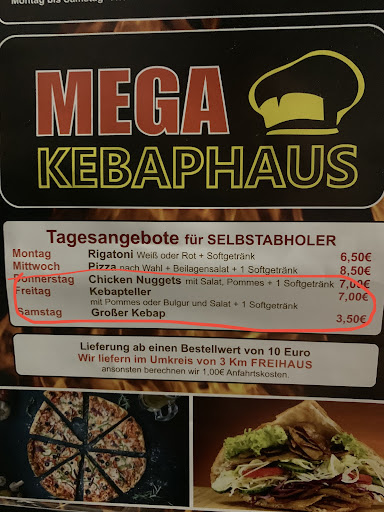 Montag bis Samstag
MEGA
KEBAPHAUS
Tagesangebote für SELBSTABHOLER
Montag Rigatoni Weiß oder Rot + Softgetränk 6,50€
Mittwoch Pizza nach Wahl + Beilagensalat + 1 Softgetränk 8,50€
Donnerstag Chicken Nuggets mit Salat, Pommes + 1 Softgetränk 7,00€
Freitag Kebapteller 7,00€
mit Pommes oder Bulgur und Salat + 1 Softgetränk
Samstag Großer Kebap 3,50€
Lieferung ab einen Bestellwert von 10 Euro
Wir liefern im Umkreis von 3 Km FREIHAUS
ansonsten berechnen wir 1,00€ Anfahrtskosten.